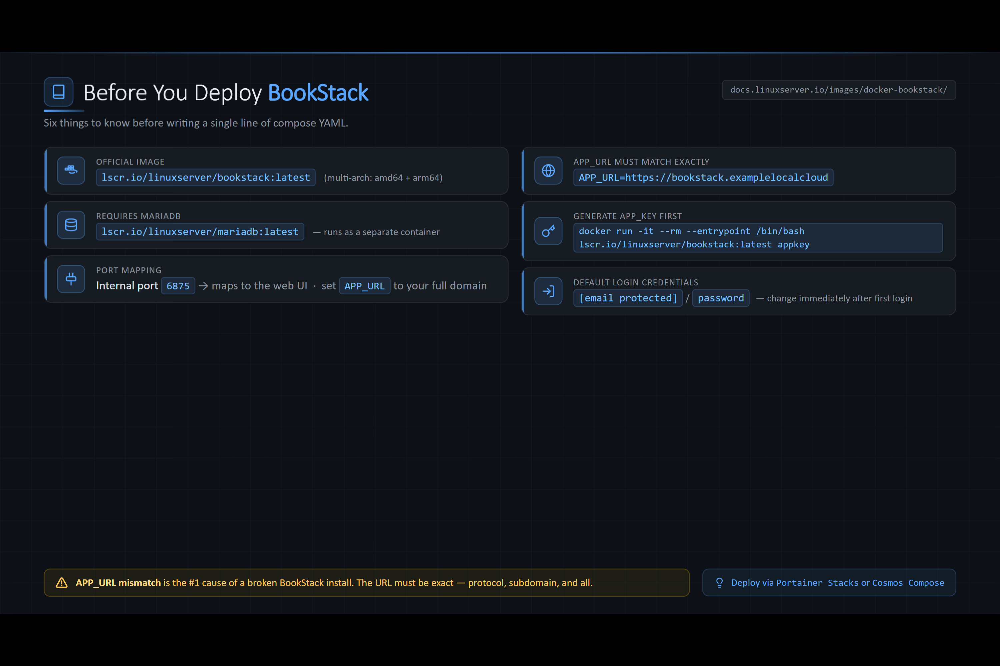 Before You Deploy BookStack
docs.linuxserver.io/images/docker-bookstack/
Six things to know before writing a single line of compose YAML.
OFFICIAL IMAGE
lscr.io/linuxserver/bookstack:latest (multi-arch: amd64 + arm64)
REQUIRES MARIADB
lscr.io/linuxserver/mariadb:latest — runs as a separate container
PORT MAPPING
Internal port 6875 → maps to the web UI · set APP_URL to your full domain
APP_URL MUST MATCH EXACTLY
APP_URL=https://bookstack.examplelocalcloud
GENERATE APP_KEY FIRST
docker run -it --rm --entrypoint /bin/bash
lscr.io/linuxserver/bookstack:latest appkey
DEFAULT LOGIN CREDENTIALS
[email protected] / password — change immediately after first login
APP_URL mismatch is the #1 cause of a broken BookStack install. The URL must be exact — protocol, subdomain, and all.
Deploy via Portainer Stacks or Cosmos Compose